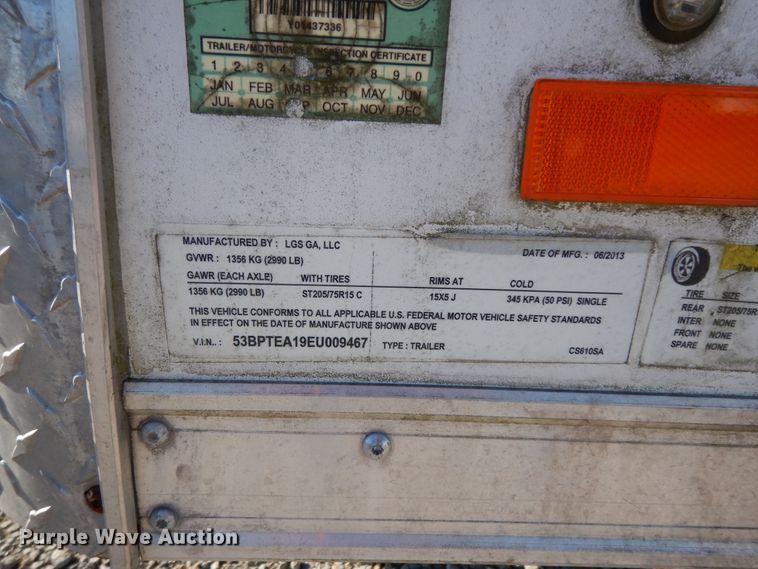 Y01437336
TRAILER/MOTORCYCLE INSPECTION CERTIFICATE
1 2 3 4 6 7 8 9 0
JAN FEB MAR APR MAY JUN
JUL AUG OCT NOV DEC
MANUFACTURED BY : LGS GA, LLC
GVWR : 1356 KG (2990 LB) DATE OF MFG. : 06/2013
GAWR (EACH AXLE) WITH TIRES RIMS AT COLD
1356 KG (2990 LB) ST205/75R15 C 15X5 J 345 KPA (50 PSI) SINGLE
THIS VEHICLE CONFORMS TO ALL APPLICABLE U.S. FEDERAL MOTOR VEHICLE SAFETY STANDARDS
IN EFFECT ON THE DATE OF MANUFACTURE SHOWN ABOVE
V.I.N.. : 53BPTEA19EU009467 TYPE : TRAILER CS610SA
TIRE SIZE
REAR ST205/75R
INTER NONE
FRONT NONE
SPARE NONE
Purple Wave Auction